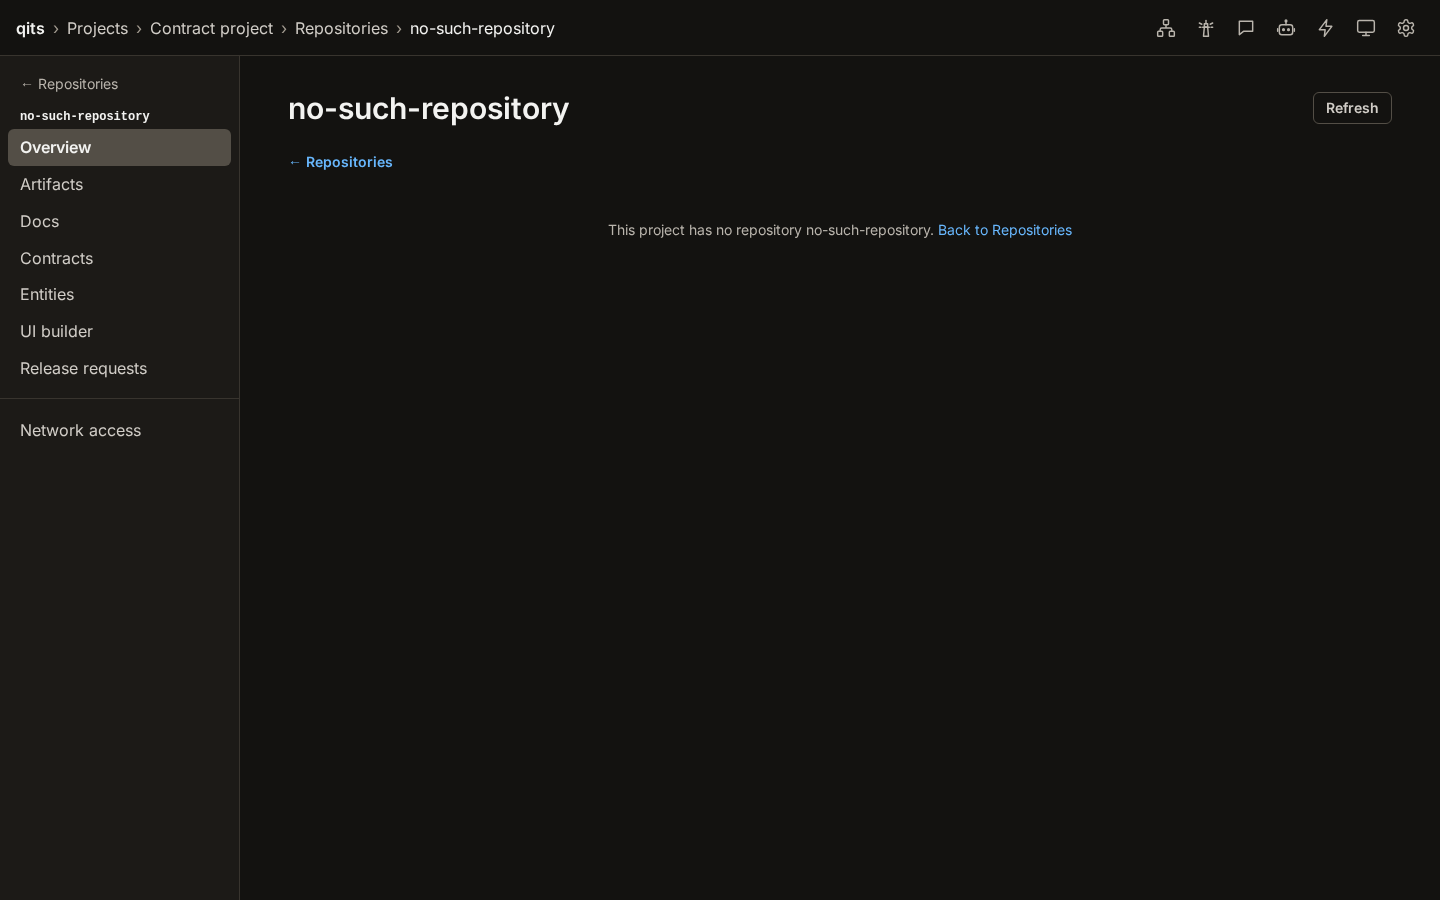 qits › Projects › Contract project › Repositories › no-such-repository
← Repositories
no-such-repository
Overview
Artifacts
Docs
Contracts
Entities
UI builder
Release requests
Network access
no-such-repository
Refresh
← Repositories
This project has no repository no-such-repository. Back to Repositories